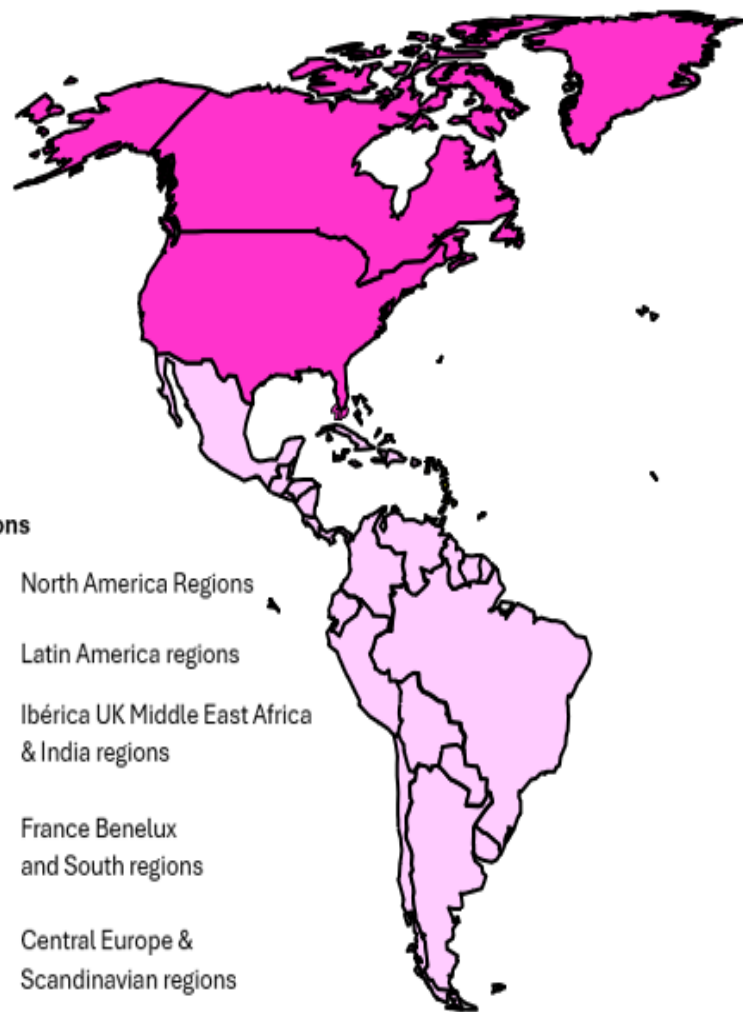 North America Regions
Latin America regions
Ibérica UK Middle East Africa
& India regions
France Benelux
and South regions
Central Europe &
Scandinavian regions